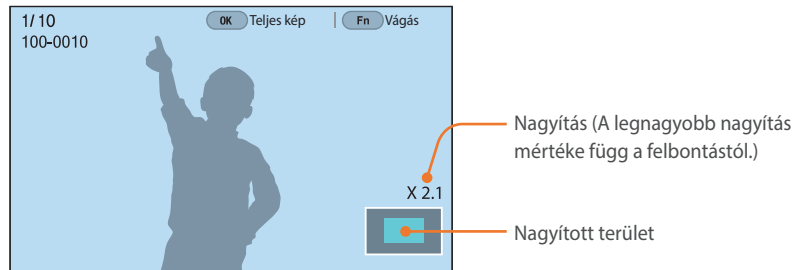 1/10 OK Teljes kép | Fn Vágás
100-0010
Nagyítás (A legnagyobb nagyítás
mértéke függ a felbontástól.)
X 2.1
Nagyított terület